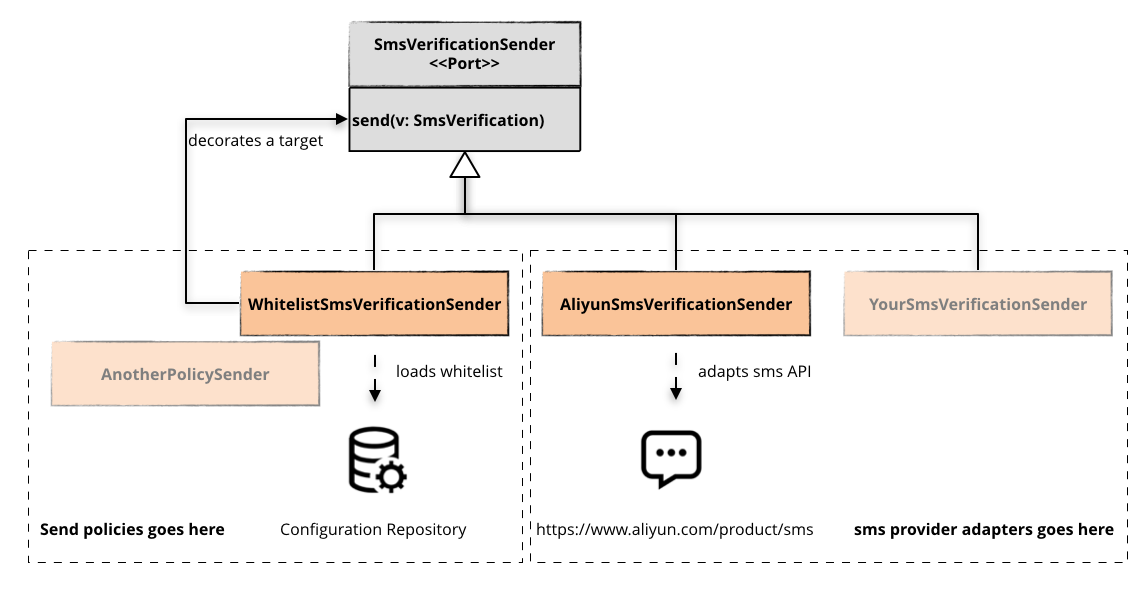 SmsVerificationSender
<<Port>>
send(v: SmsVerification)
decorates a target
WhitelistSmsVerificationSender
AliyunSmsVerificationSender
YourSmsVerificationSender
AnotherPolicySender
loads whitelist
adapts sms API
Send policies goes here
Configuration Repository
https://www.aliyun.com/product/sms
sms provider adapters goes here